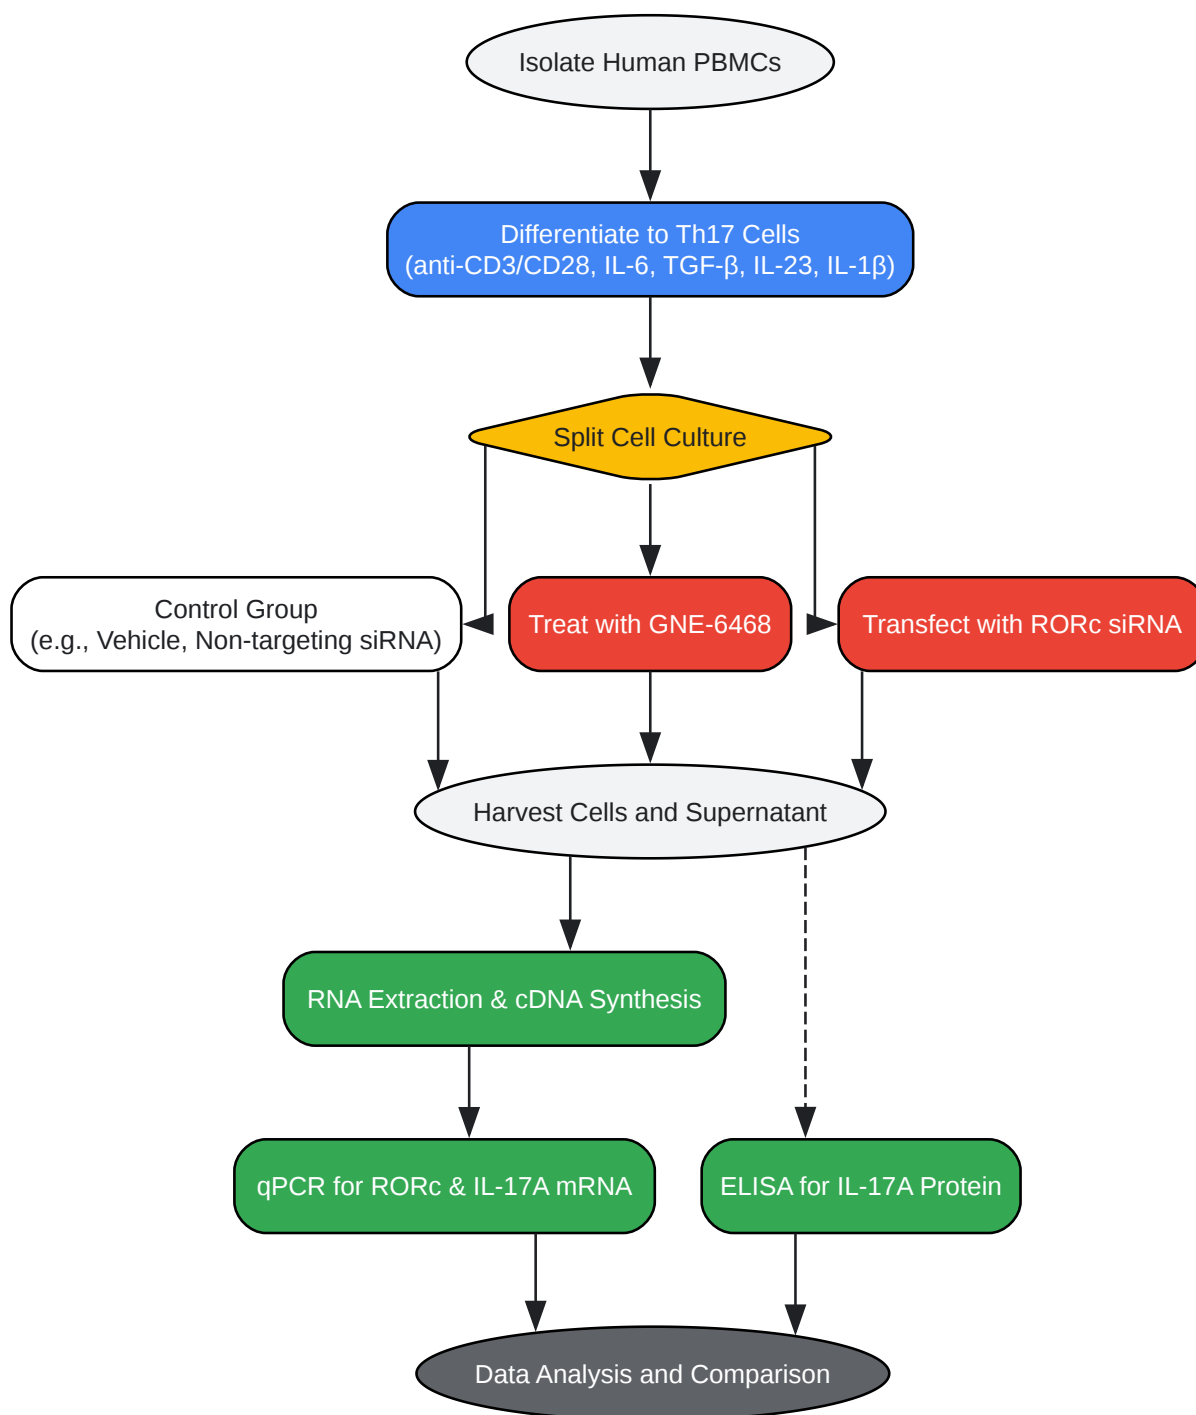 Isolate Human PBMCs
Differentiate to Th17 Cells
(anti-CD3/CD28, IL-6, TGF-β, IL-23, IL-1β)
Split Cell Culture
Control Group
(e.g., Vehicle, Non-targeting siRNA)
Treat with GNE-6468
Transfect with RORc siRNA
Harvest Cells and Supernatant
RNA Extraction & cDNA Synthesis
qPCR for RORc & IL-17A mRNA
ELISA for IL-17A Protein
Data Analysis and Comparison